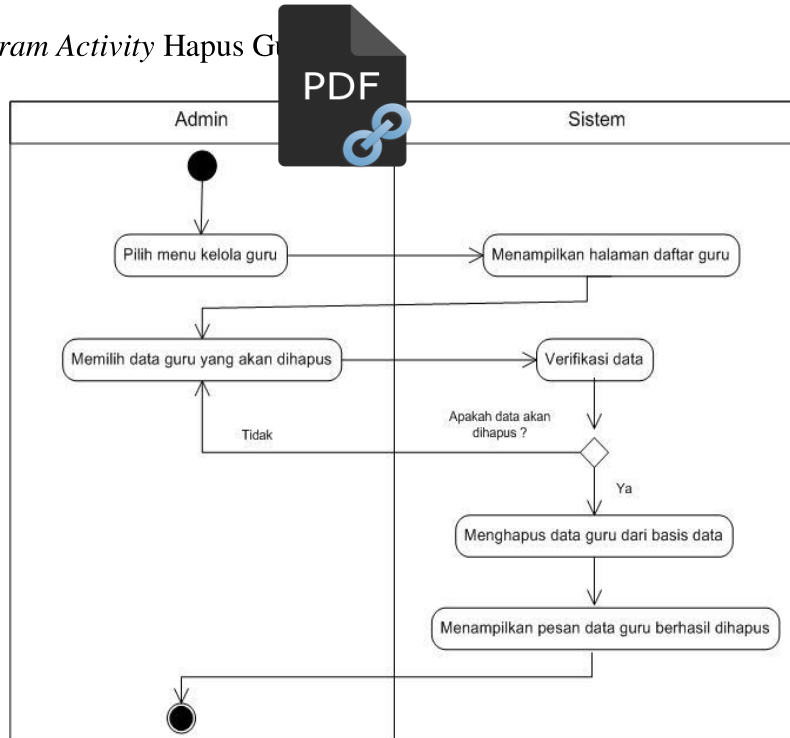 Activity Hapus
PDF
Admin
Sistem
Pilih menu kelola guru
Menampilkan halaman daftar guru
Memilih data guru yang akan dihapus
Verifikasi data
Apakah data akan
dihapus ?
Tidak
Ya
Menghapus data guru dari basis data
Menampilkan pesan data guru berhasil dihapus